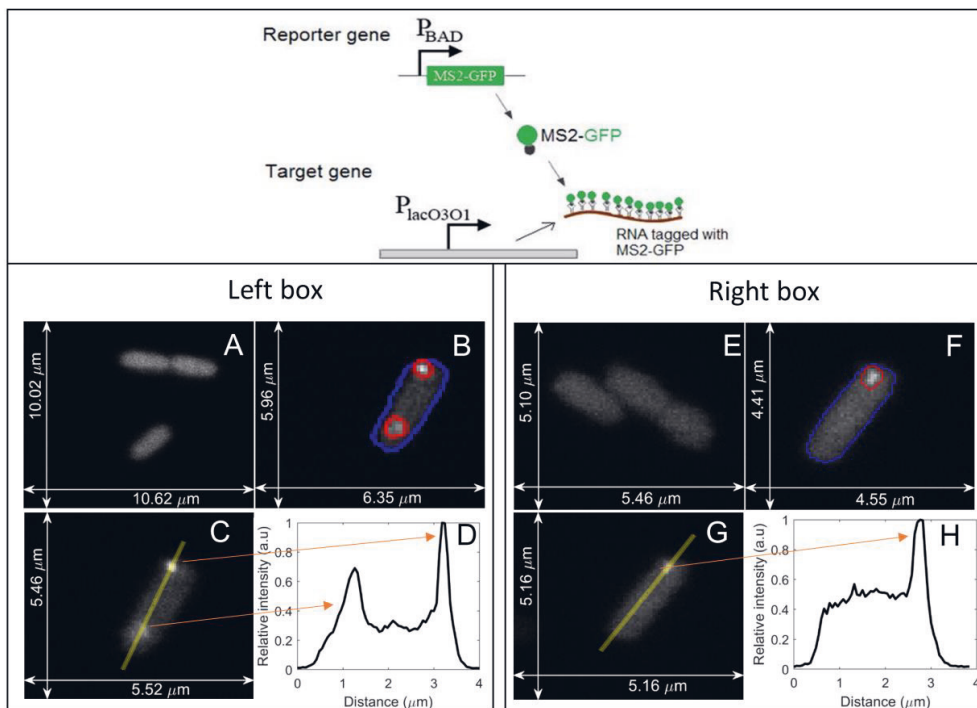 Reporter gene
P_BAD
MS2-GFP
MS2-GFP
Target gene
P_lacO3O1
RNA tagged with
MS2-GFP
Left box
A
10.02 μm
10.62 μm
B
5.96 μm
6.35 μm
C
5.46 μm
5.52 μm
D
Relative intensity (a.u)
1
0.8
0.6
0.4
0.2
0
0 1 2 3 4
Distance (μm)
Right box
E
5.10 μm
5.46 μm
F
4.41 μm
4.55 μm
G
5.16 μm
5.16 μm
H
Relative intensity (a.u)
1
0.8
0.6
0.4
0.2
0
0 1 2 3 4
Distance (μm)